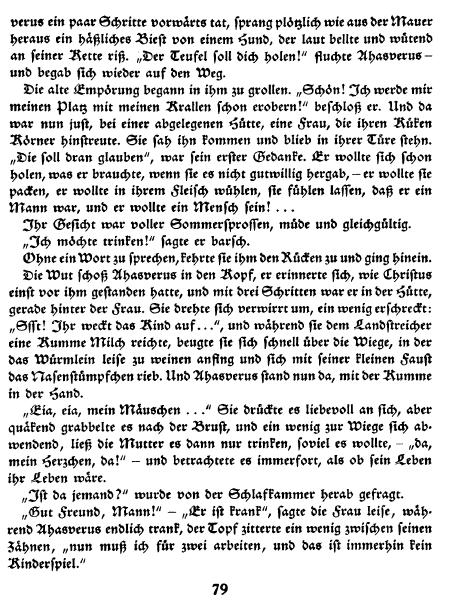 verus ein paar Schritte vorwärts tat, sprang plötzlich wie aus der Mauer
heraus ein häßliches Biest von einem Hund, der laut bellte und wütend
an seiner Kette riß. „Der Teufel soll dich holen!“ fluchte Ahasverus –
und begab sich wieder auf den Weg.
Die alte Empörung begann in ihm zu grollen. „Schön! Ich werde mir
meinen Platz mit meinen Krallen schon erobern!“ beschloß er. Und da
war nun just, bei einer abgelegenen Hütte, eine Frau, die ihren Küken
Körner hinstreute. Sie sah ihn kommen und blieb in ihrer Türe stehn.
„Die soll dran glauben“, war sein erster Gedanke. Er wollte sich schon
holen, was er brauchte, wenn sie es nicht gutwillig hergab, – er wollte sie
packen, er wollte in ihrem Fleisch wühlen, sie fühlen lassen, daß er ein
Mann war, und er wollte ein Mensch sein! ...
Ihr Gesicht war voller Sommersprossen, müde und gleichgültig.
„Ich möchte trinken!“ sagte er barsch.
Ohne ein Wort zu sprechen, kehrte sie ihm den Rücken zu und ging hinein.
Die Wut schoß Ahasverus in den Kopf, er erinnerte sich, wie Christus
einst vor ihm gestanden hatte, und mit drei Schritten war er in der Hütte,
gerade hinter der Frau. Sie drehte sich verwirrt um, ein wenig erschreckt:
„Ssst! Ihr weckt das Kind auf ...“, und während sie dem Landstreicher
eine Kumme Milch reichte, beugte sie sich schnell über die Wiege, in der
das Würmlein leise zu weinen anfing und sich mit seiner kleinen Faust
das Nasenstümpfchen rieb. Und Ahasverus stand nun da, mit der Kumme
in der Hand.
„Eia, eia, mein Mäuschen ...“ Sie drückte es liebevoll an sich, aber
quäkend grabbelte es nach der Brust, und ein wenig zur Wiege sich ab-
wendend, ließ die Mutter es dann nur trinken, soviel es wollte, – „da,
mein Herzchen, da!“ – und betrachtete es immerfort, als ob sein Leben
ihr Leben wäre.
„Ist da jemand?“ wurde von der Schlafkammer herab gefragt.
„Gut Freund, Mann!“ – „Er ist krank“, sagte die Frau leise, wäh-
rend Ahasverus endlich trank, der Topf zitterte ein wenig zwischen seinen
Zähnen, „nun muß ich für zwei arbeiten, und das ist immerhin kein
Kinderspiel.“
79